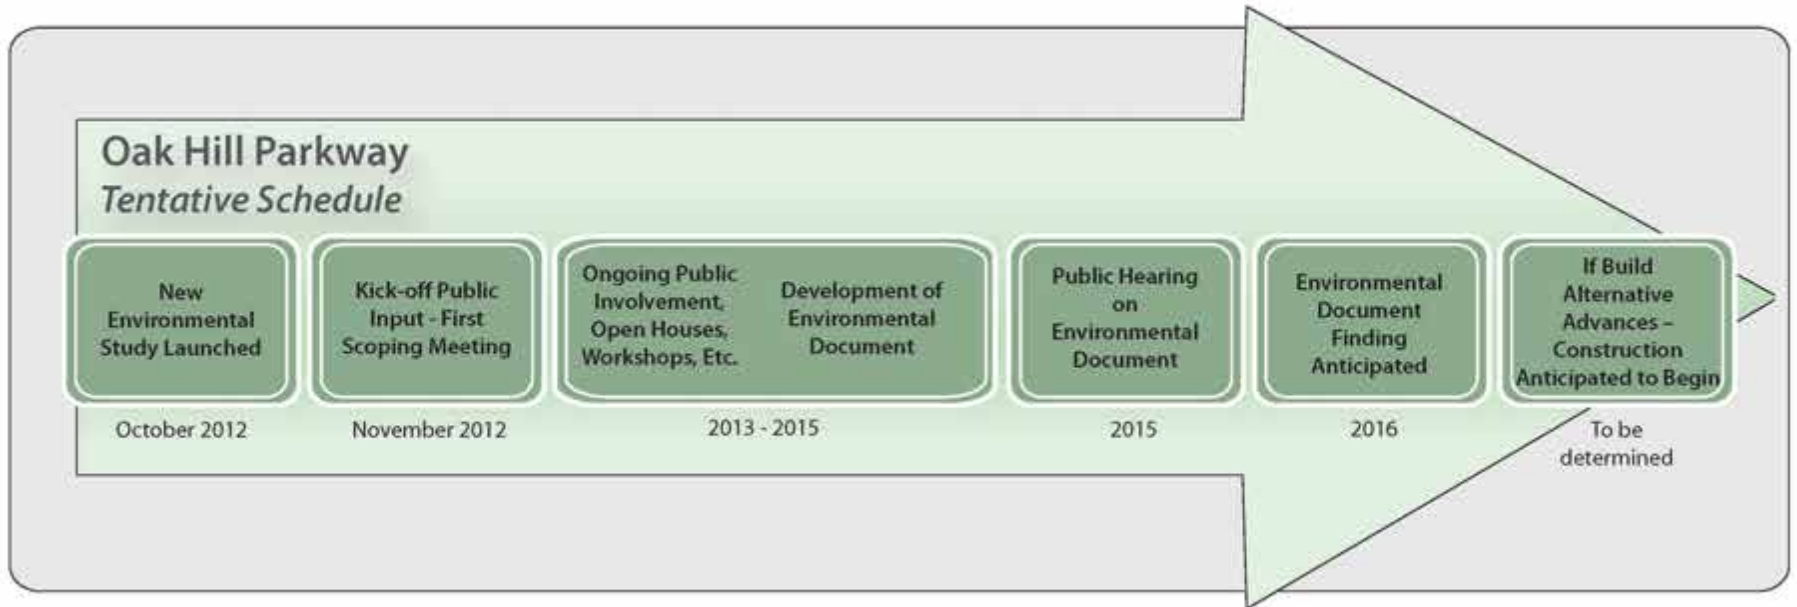 Oak Hill Parkway
Tentative Schedule
New
Environmental
Study Launched
October 2012
Kick-off Public
Input - First
Scoping Meeting
November 2012
Ongoing Public
Involvement,
Open Houses,
Workshops, Etc.
Development of
Environmental
Document
2013 - 2015
Public Hearing
on
Environmental
Document
2015
Environmental
Document
Finding
Anticipated
2016
If Build
Alternative
Advances –
Construction
Anticipated to Begin
To be
determined